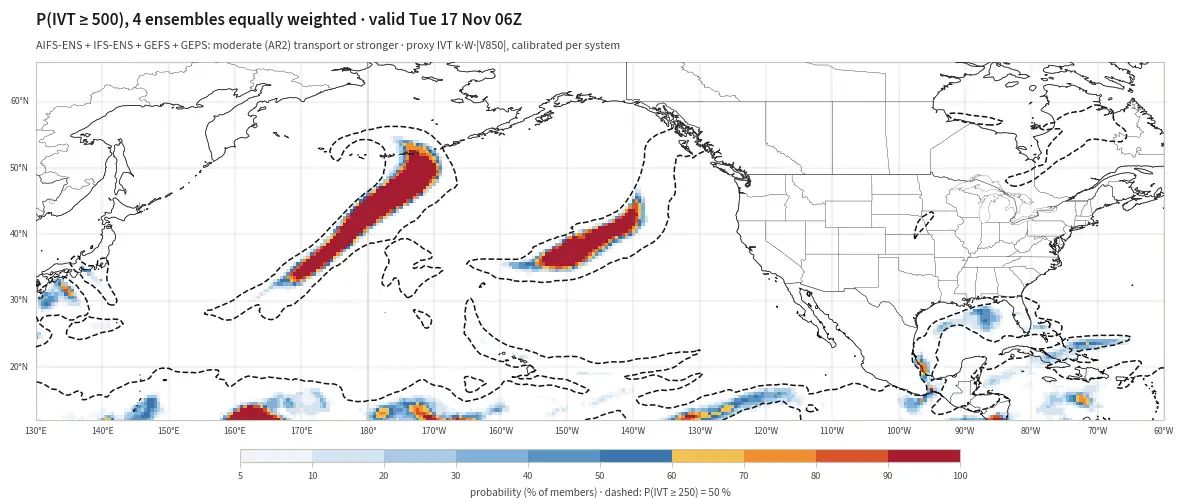 P(IVT ≥ 500), 4 ensembles equally weighted · valid Tue 17 Nov 06Z
AIFS-ENS + IFS-ENS + GEFS + GEPS: moderate (AR2) transport or stronger · proxy IVT k·W·|V850|, calibrated per system
60°N
50°N
40°N
30°N
20°N
130°E 140°E 150°E 160°E 170°E 180° 170°W 160°W 150°W 140°W 130°W 120°W 110°W 100°W 90°W 80°W 70°W 60°W
5 10 20 30 40 50 60 70 80 90 100
probability (% of members) · dashed: P(IVT ≥ 250) = 50 %